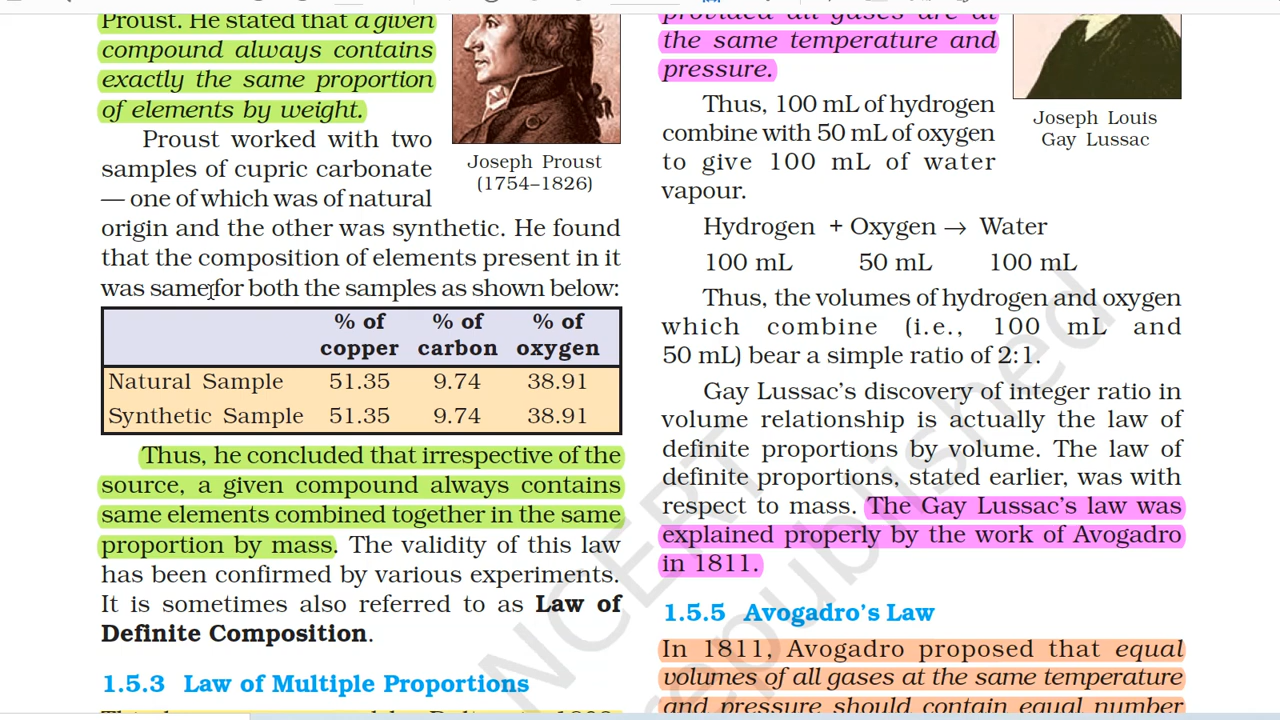 Proust. He stated that a given
compound always contains
exactly the same proportion
of elements by weight.
Proust worked with two
samples of cupric carbonate
— one of which was of natural
origin and the other was synthetic. He found
that the composition of elements present in it
was same for both the samples as shown below:
Joseph Proust
(1754–1826)
% of % of % of
copper carbon oxygen
Natural Sample 51.35 9.74 38.91
Synthetic Sample 51.35 9.74 38.91
Thus, he concluded that irrespective of the
source, a given compound always contains
same elements combined together in the same
proportion by mass. The validity of this law
has been confirmed by various experiments.
It is sometimes also referred to as Law of
Definite Composition.
1.5.3 Law of Multiple Proportions
provided all gases are at
the same temperature and
pressure.
Thus, 100 mL of hydrogen
combine with 50 mL of oxygen
to give 100 mL of water
vapour.
Joseph Louis
Gay Lussac
Hydrogen + Oxygen → Water
100 mL 50 mL 100 mL
Thus, the volumes of hydrogen and oxygen
which combine (i.e., 100 mL and
50 mL) bear a simple ratio of 2:1.
Gay Lussac's discovery of integer ratio in
volume relationship is actually the law of
definite proportions by volume. The law of
definite proportions, stated earlier, was with
respect to mass. The Gay Lussac's law was
explained properly by the work of Avogadro
in 1811.
1.5.5 Avogadro's Law
In 1811, Avogadro proposed that equal
volumes of all gases at the same temperature
and pressure should contain equal number
NCERT
republished